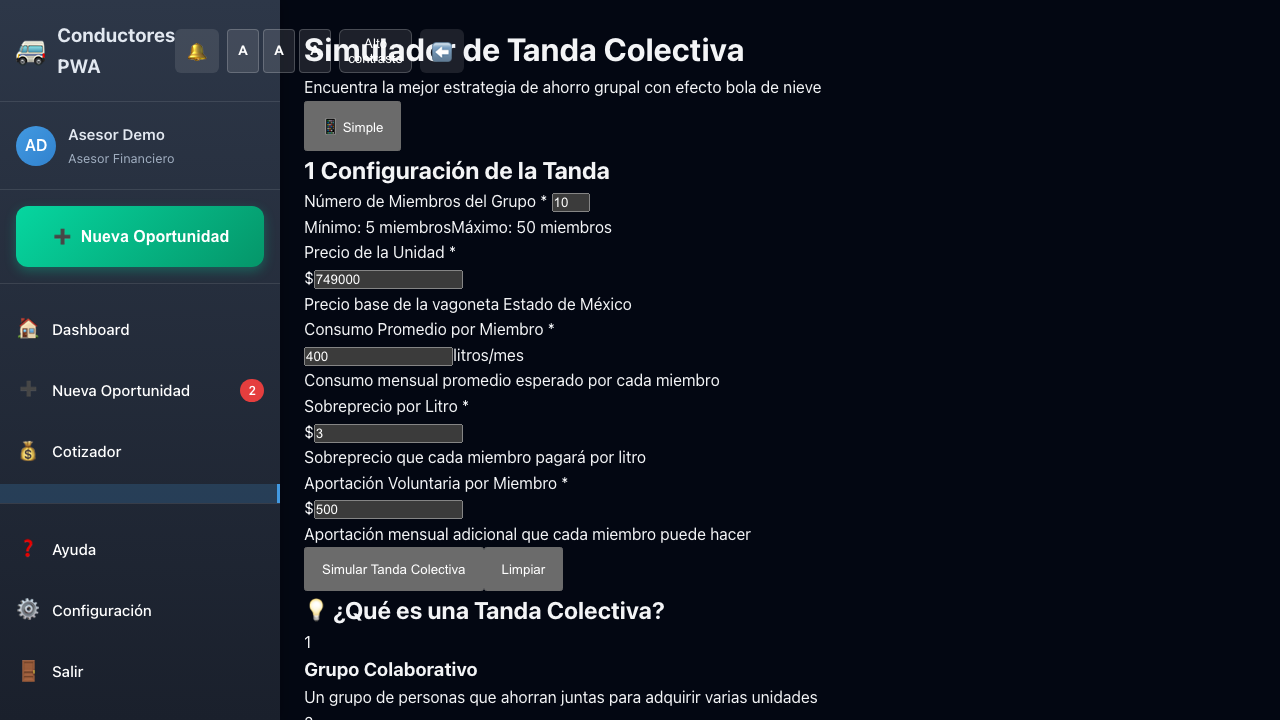 Conductores
PWA
A
A
A
Alto
contraste
Asesor Demo
Asesor Financiero
AD
Nueva Oportunidad
Dashboard
Nueva Oportunidad
2
Cotizador
Ayuda
Configuración
Salir
Simulador de Tanda Colectiva
Encuentra la mejor estrategia de ahorro grupal con efecto bola de nieve
Simple
1 Configuración de la Tanda
Número de Miembros del Grupo * 10
Mínimo: 5 miembrosMáximo: 50 miembros
Precio de la Unidad *
$749000
Precio base de la vagoneta Estado de México
Consumo Promedio por Miembro *
400 litros/mes
Consumo mensual promedio esperado por cada miembro
Sobreprecio por Litro *
$3
Sobreprecio que cada miembro pagará por litro
Aportación Voluntaria por Miembro *
$500
Aportación mensual adicional que cada miembro puede hacer
Simular Tanda Colectiva Limpiar
¿Qué es una Tanda Colectiva?
1
Grupo Colaborativo
Un grupo de personas que ahorran juntas para adquirir varias unidades